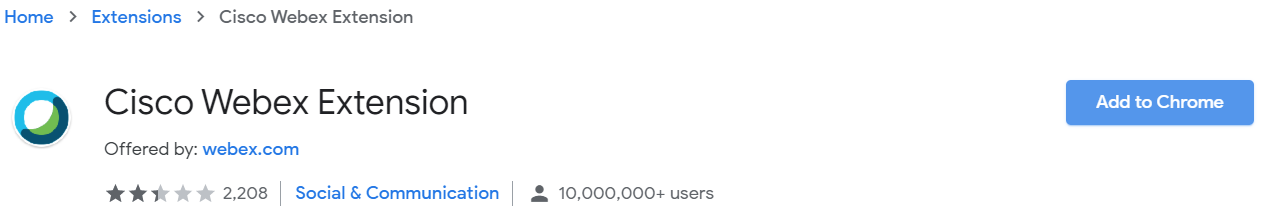 Home > Extensions > Cisco Webex Extension
Cisco Webex Extension
Add to Chrome
Offered by: webex.com
2,208 Social & Communication 10,000,000+ users